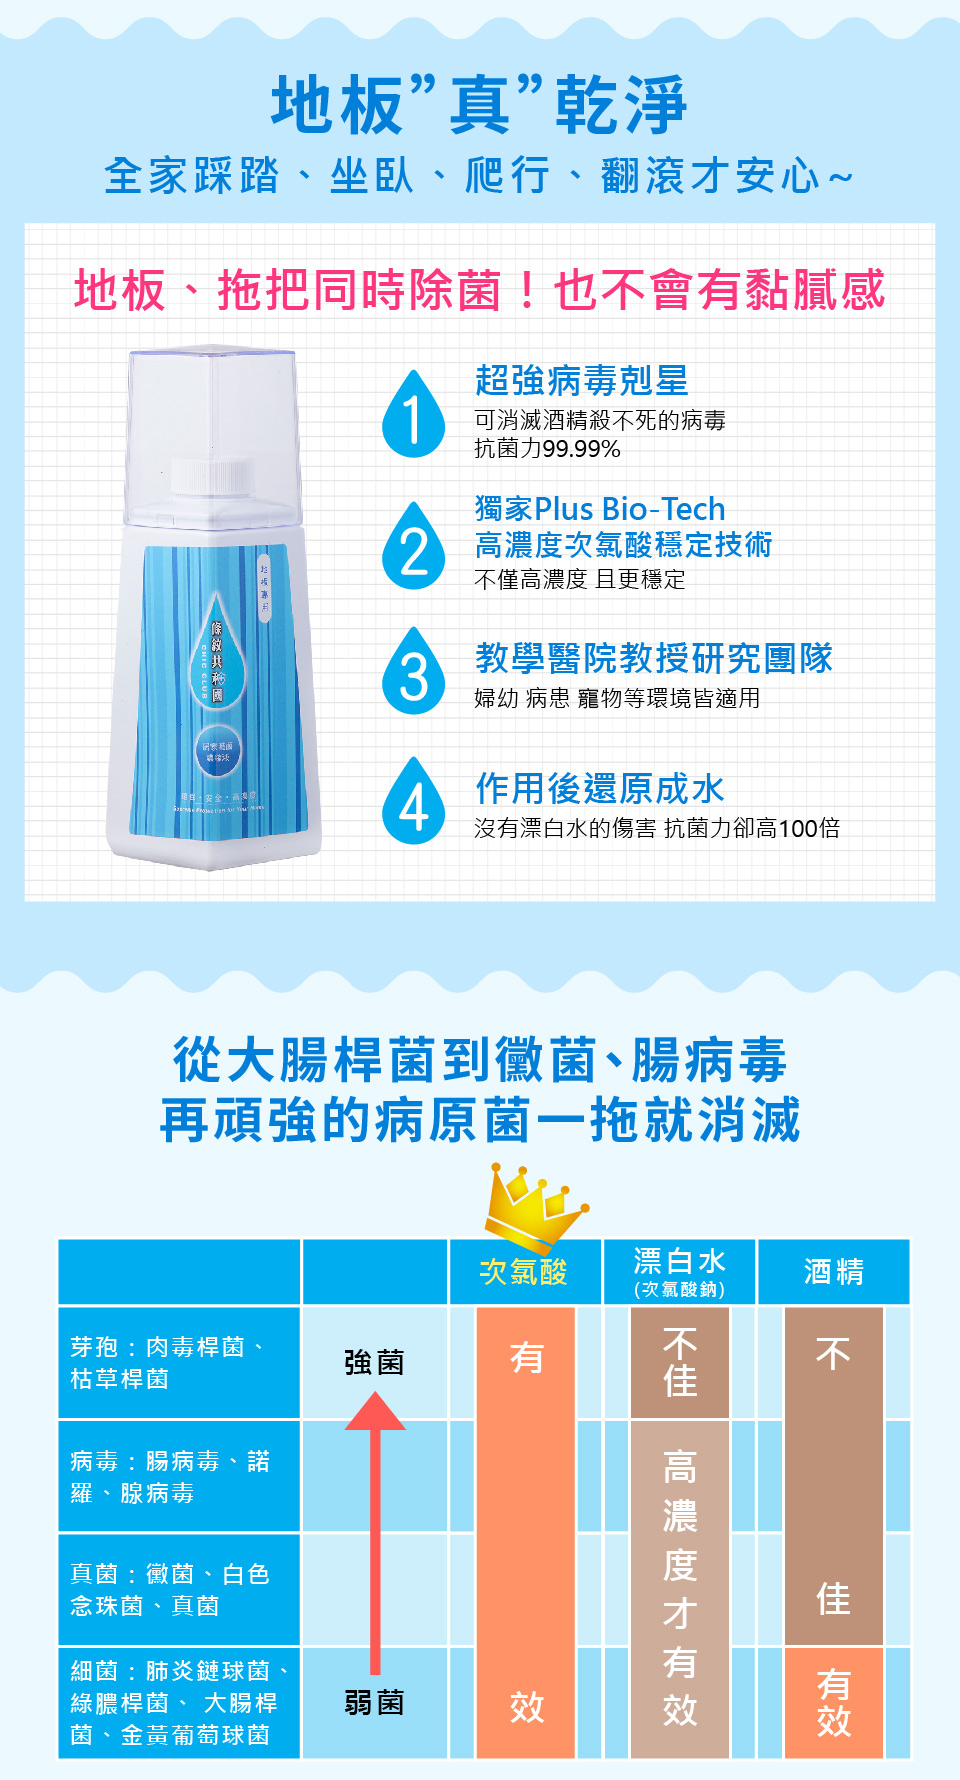 地板”真”乾淨
全家踩踏、坐臥、爬行、翻滾才安心~
地板、拖把同時除菌！也不會有黏膩感
地板專用
條紋共和國
CHIC CLUB
1
超強病毒剋星
可消滅酒精殺不死的病毒
抗菌力99.99%
2
獨家Plus Bio-Tech
高濃度次氯酸穩定技術
不僅高濃度 且更穩定
3
教學醫院教授研究團隊
婦幼 病患 寵物等環境皆適用
4
作用後還原成水
沒有漂白水的傷害 抗菌力卻高100倍
從大腸桿菌到黴菌、腸病毒
再頑強的病原菌一拖就消滅
次氯酸
漂白水
(次氯酸鈉)
酒精
芽孢：肉毒桿菌、
枯草桿菌
強菌
病毒：腸病毒、諾
羅、腺病毒
真菌：黴菌、白色
念珠菌、真菌
細菌：肺炎鏈球菌、
綠膿桿菌、 大腸桿
菌、金黃葡萄球菌
弱菌
有效
不佳
高濃度才有效
不佳
有效